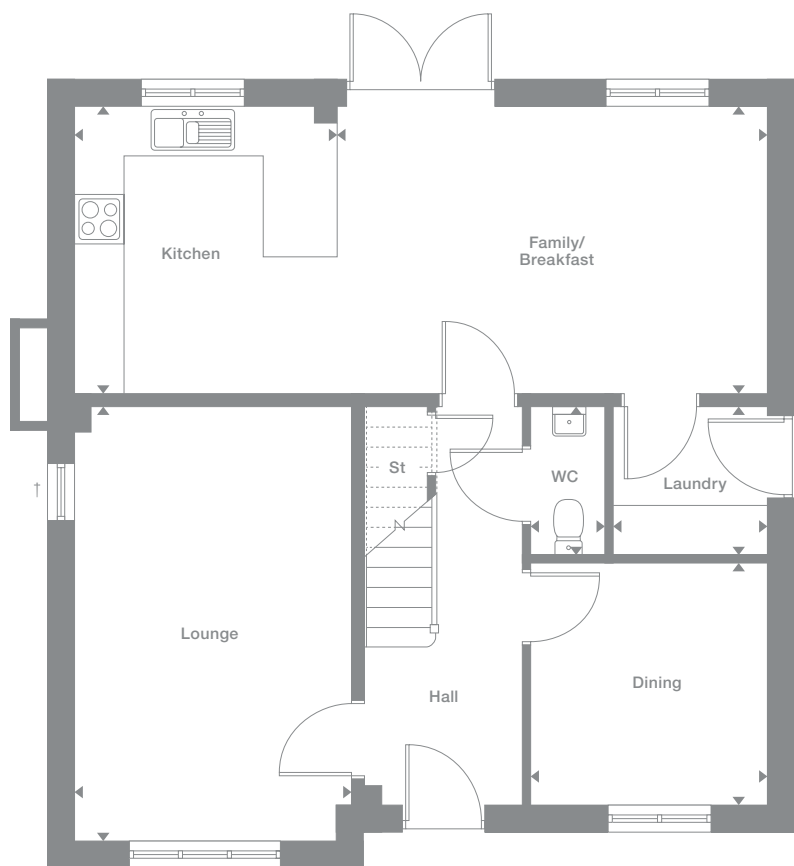 Kitchen
Family/
Breakfast
St
WC
Laundry
†
Lounge
Dining
Hall